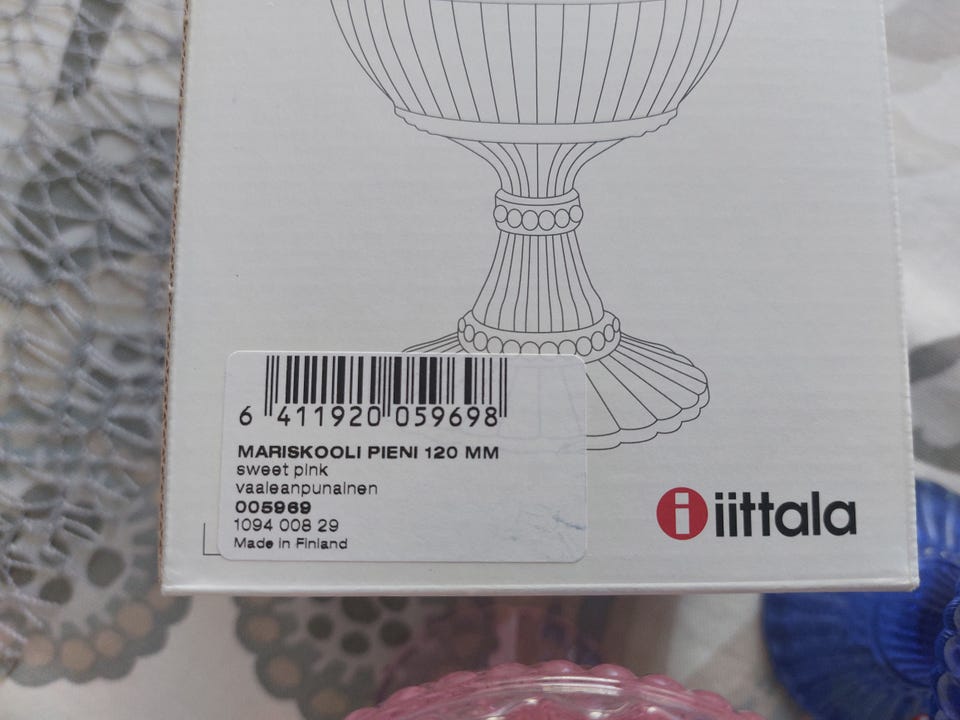 6 411920 059698
MARISKOOLI PIENI 120 MM
sweet pink
vaaleanpunainen
005969
1094 008 29
Made in Finland
i iittala